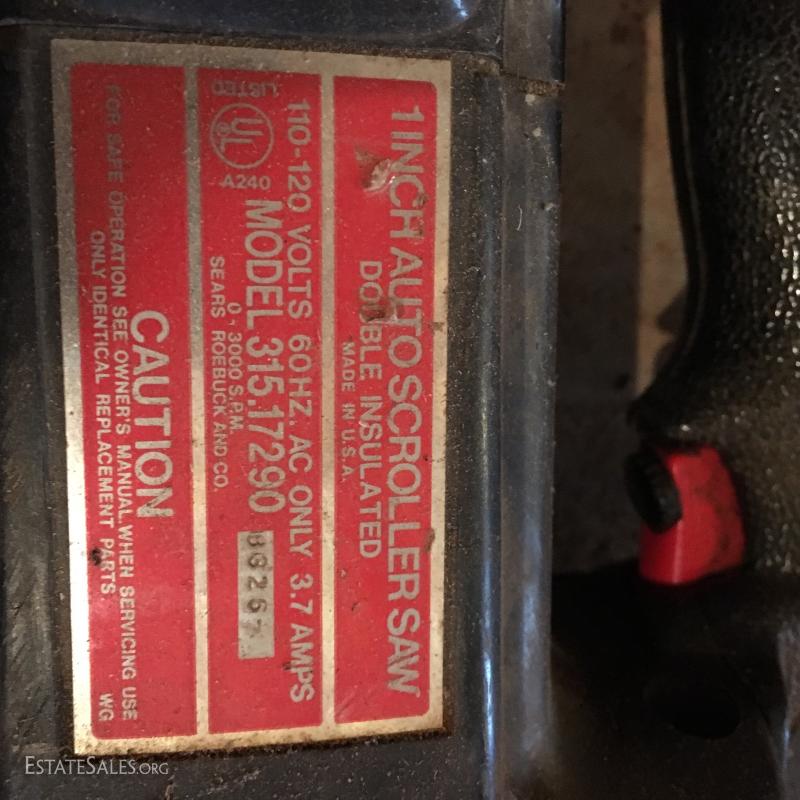 1 INCH AUTO SCROLLER SAW
DOUBLE INSULATED
MADE IN U.S.A.
110-120 VOLTS 60HZ. AC ONLY 3.7 AMPS
LISTED
UL
®
A240
MODEL 315.17290
0-3000 S.P.M.
SEARS ROEBUCK AND CO.
CAUTION
FOR SAFE OPERATION SEE OWNER'S MANUAL. WHEN SERVICING USE
ONLY IDENTICAL REPLACEMENT PARTS
WG
ESTATESALES.ORG